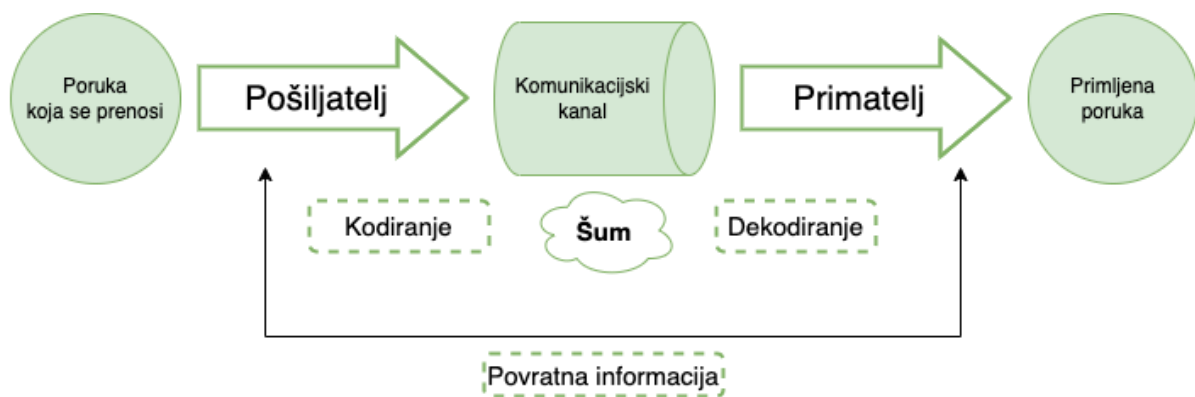 Poruka
koja se prenosi
Pošiljatelj
Komunikacijski
kanal
Primatelj
Primljena
poruka
Kodiranje
Šum
Dekodiranje
Povratna informacija